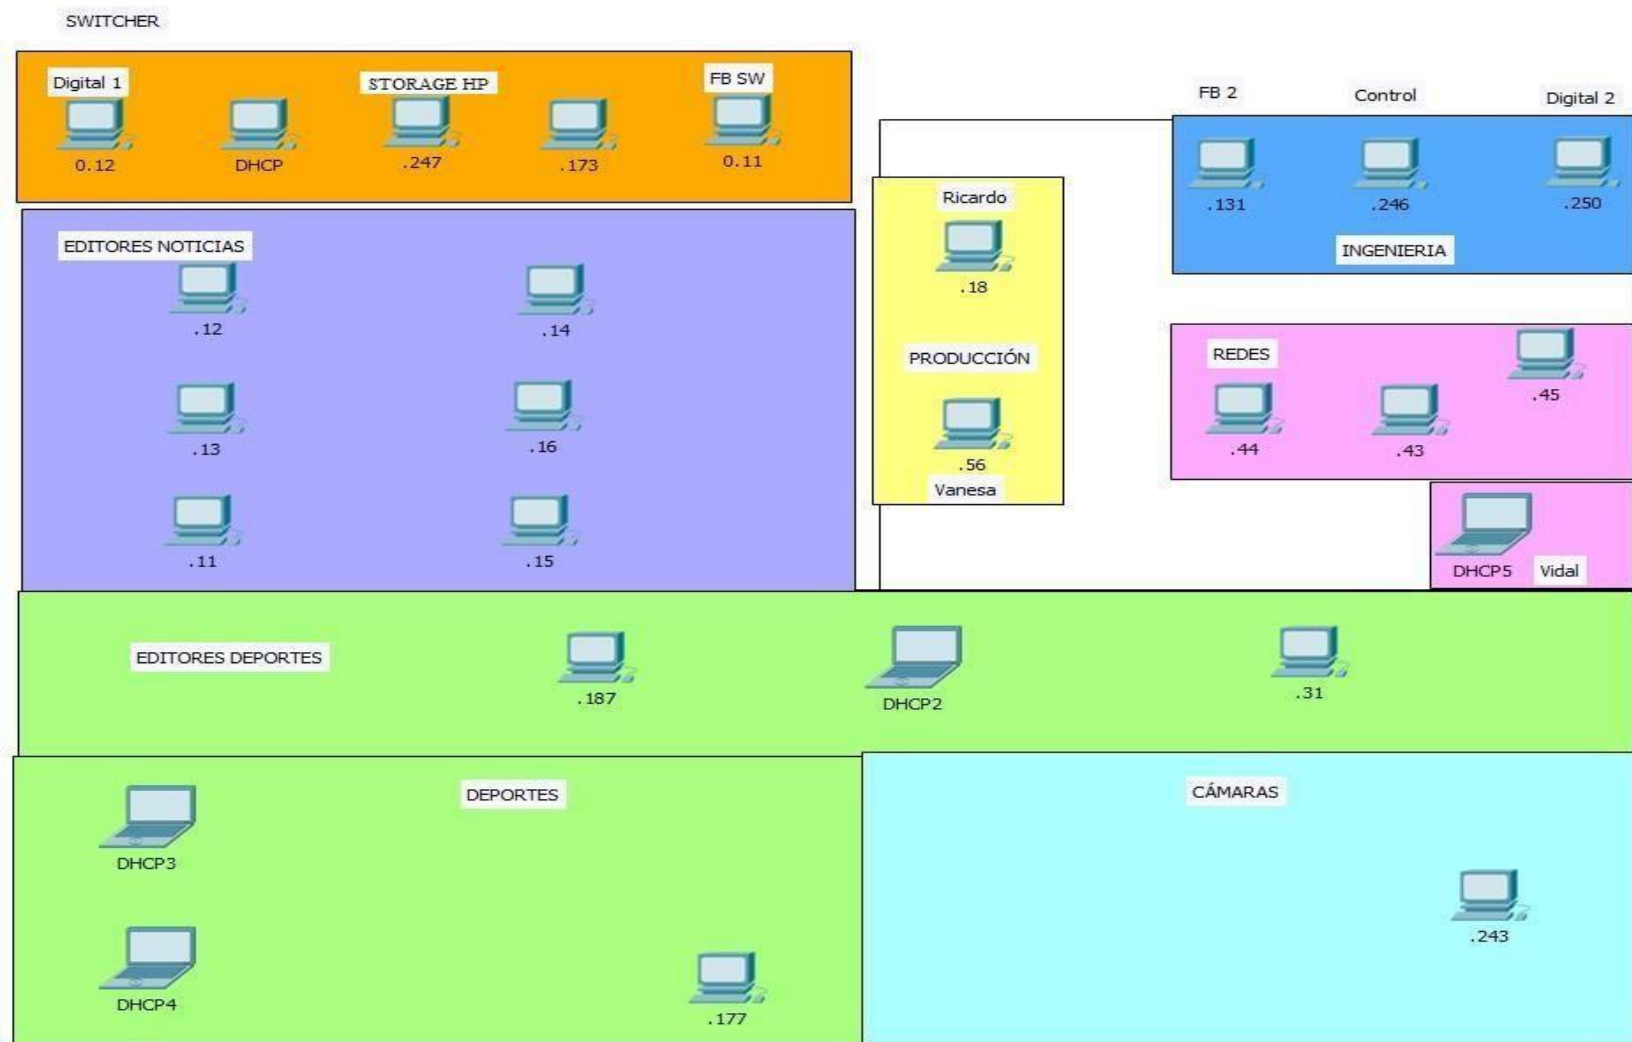 SWITCHER
Digital 1
STORAGE HP
FB SW
0.12
DHCP
.247
.173
0.11
FB 2
Control
Digital 2
.131
.246
.250
INGENIERIA
EDITORES NOTICIAS
.12
.14
.13
.16
.11
.15
Ricardo
.18
PRODUCCIÓN
.56
Vanesa
REDES
.45
.44
.43
DHCP5
Vidal
EDITORES DEPORTES
.187
DHCP2
.31
DEPORTES
DHCP3
DHCP4
.177
CÁMARAS
.243